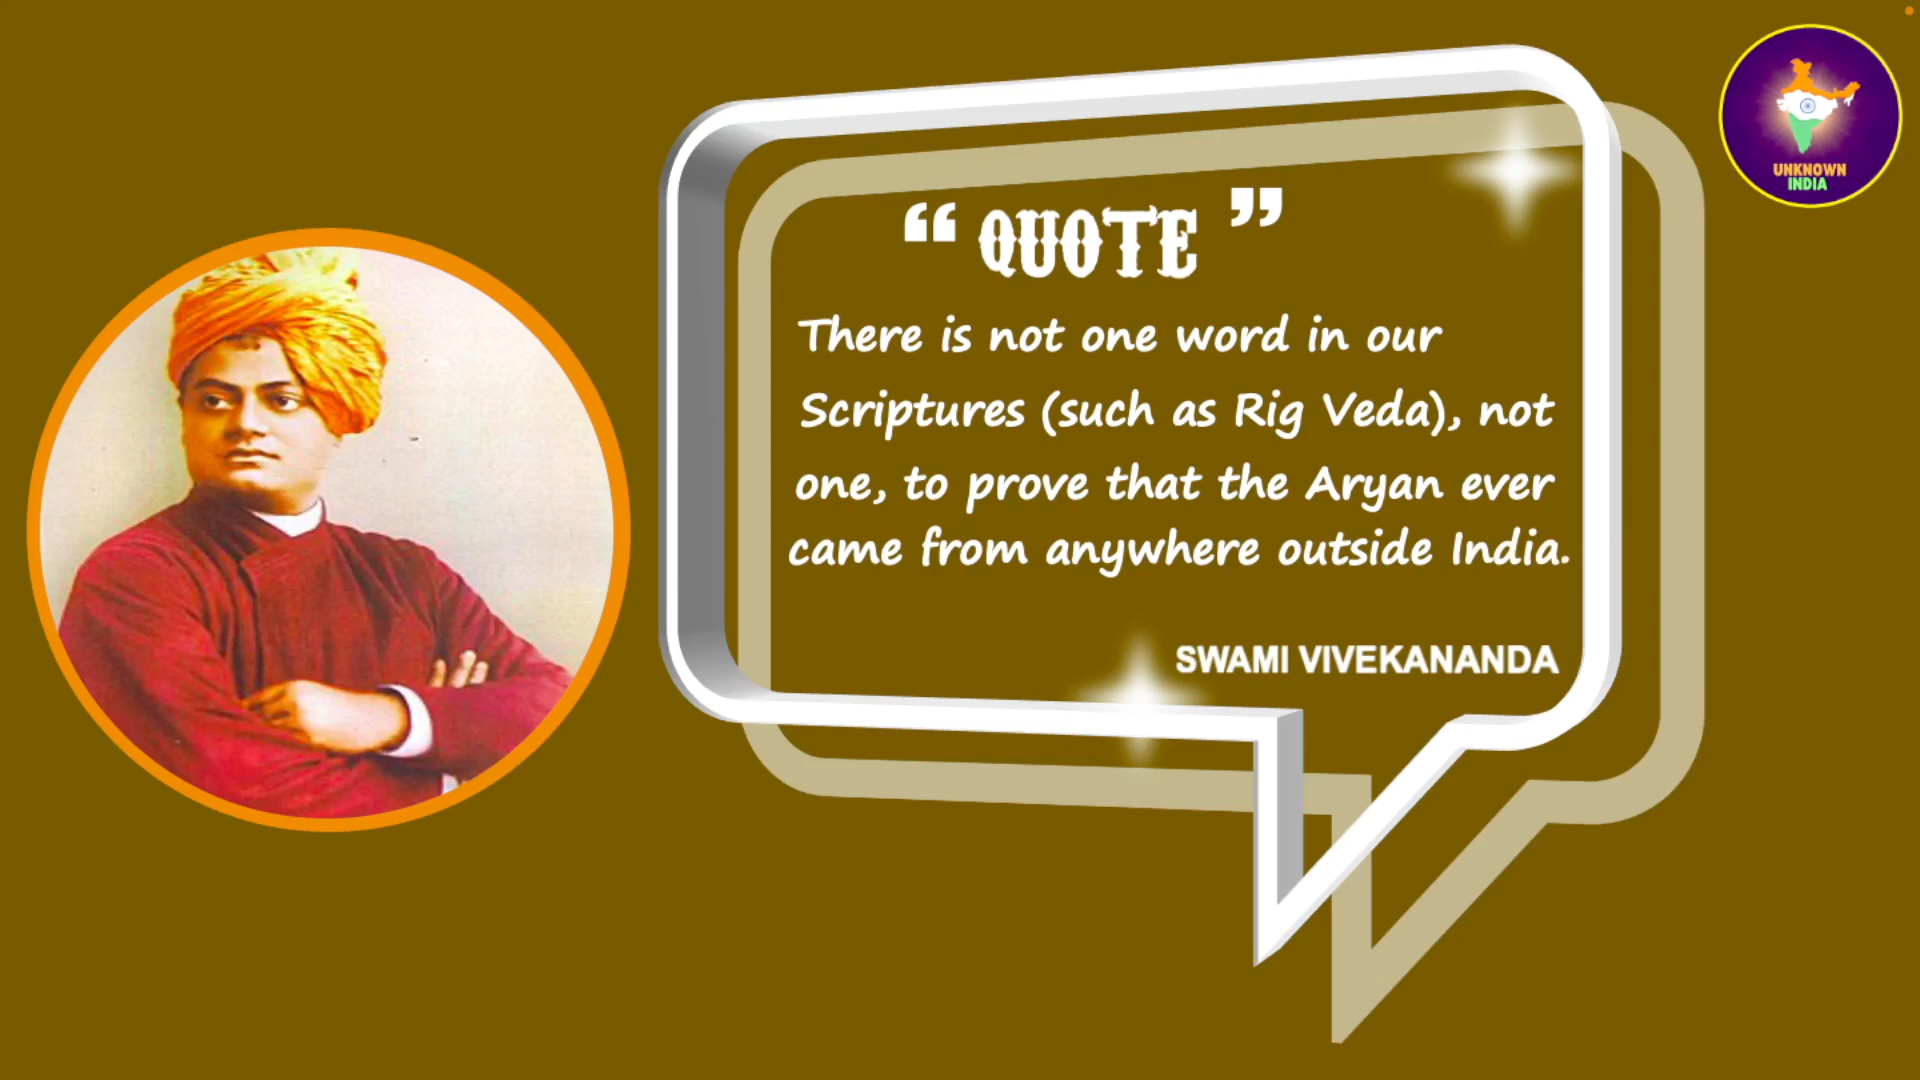 “ QUOTE ”
There is not one word in our
Scriptures (such as Rig Veda), not
one, to prove that the Aryan ever
came from anywhere outside India.
SWAMI VIVEKANANDA
UNKNOWN
INDIA